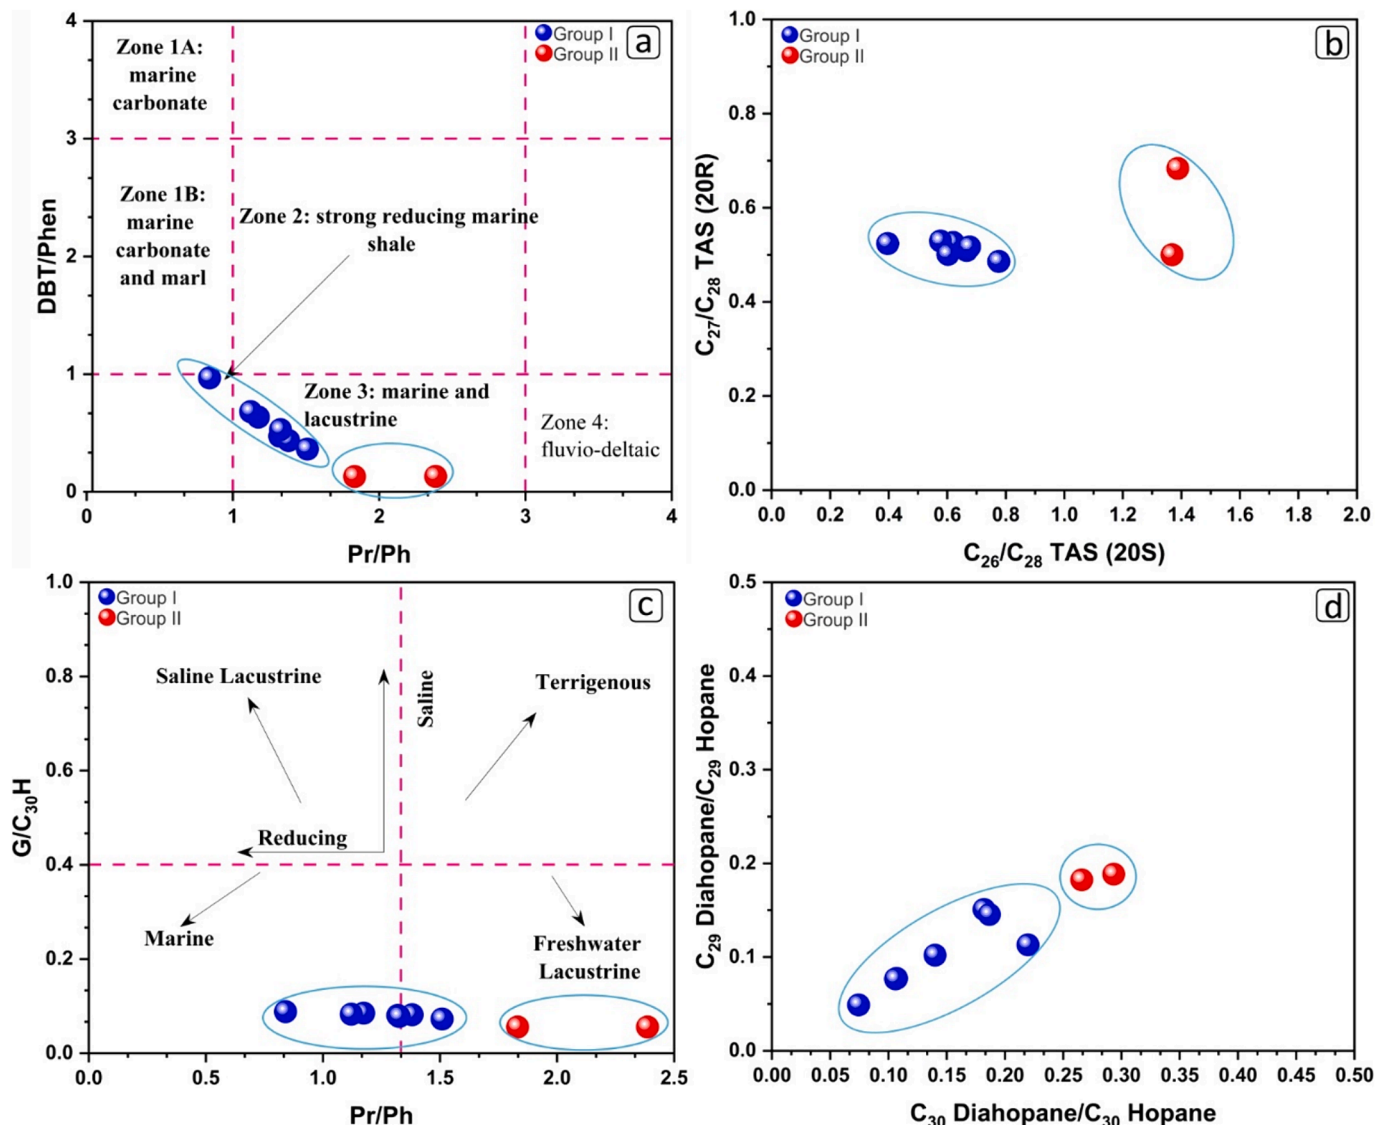 4
Zone 1A:
marine
carbonate
Group I
Group II
a
3
Zone 1B:
marine
carbonate
and marl
Zone 2: strong reducing marine
shale
2
DBT/Phen
1
Zone 3: marine and
lacustrine
Zone 4:
fluvio-deltaic
0
0 1 2 3 4
Pr/Ph
1.0
Group I
Group II
b
0.8
0.6
0.4
0.2
0.0
C27/C28 TAS (20R)
0.0 0.2 0.4 0.6 0.8 1.0 1.2 1.4 1.6 1.8 2.0
C26/C28 TAS (20S)
1.0
Group I
Group II
c
0.8
Saline Lacustrine
Saline
Terrigenous
0.6
G/C30H
Reducing
0.4
Marine
Freshwater
Lacustrine
0.2
0.0
0.0 0.5 1.0 1.5 2.0 2.5
Pr/Ph
0.5
Group I
Group II
d
0.4
0.3
0.2
0.1
0.0
C29 Diahopane/C29 Hopane
0.00 0.05 0.10 0.15 0.20 0.25 0.30 0.35 0.40 0.45 0.50
C30 Diahopane/C30 Hopane